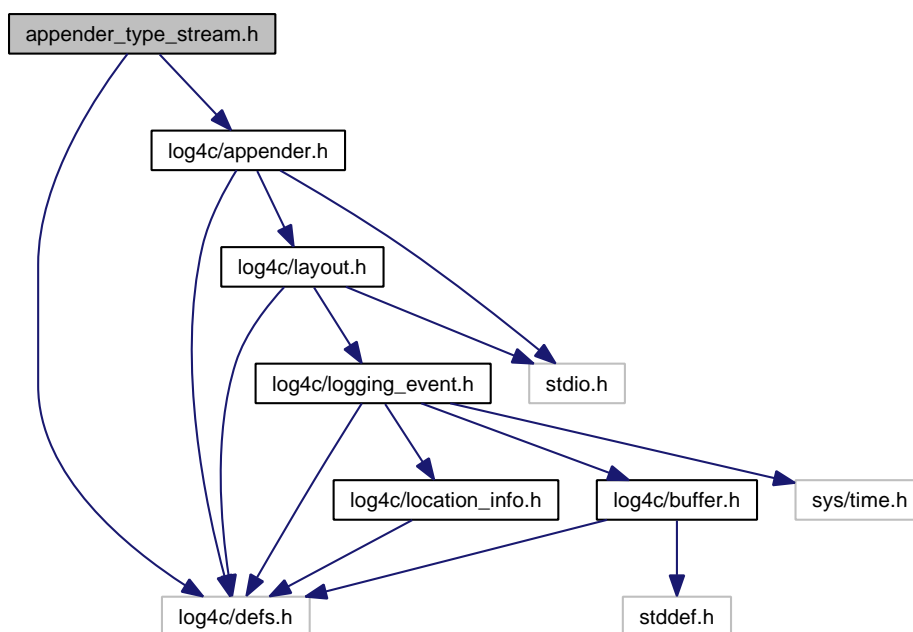 appender_type_stream.h
log4c/appender.h
log4c/layout.h
log4c/logging_event.h
stdio.h
log4c/location_info.h
log4c/buffer.h
sys/time.h
log4c/defs.h
stddef.h